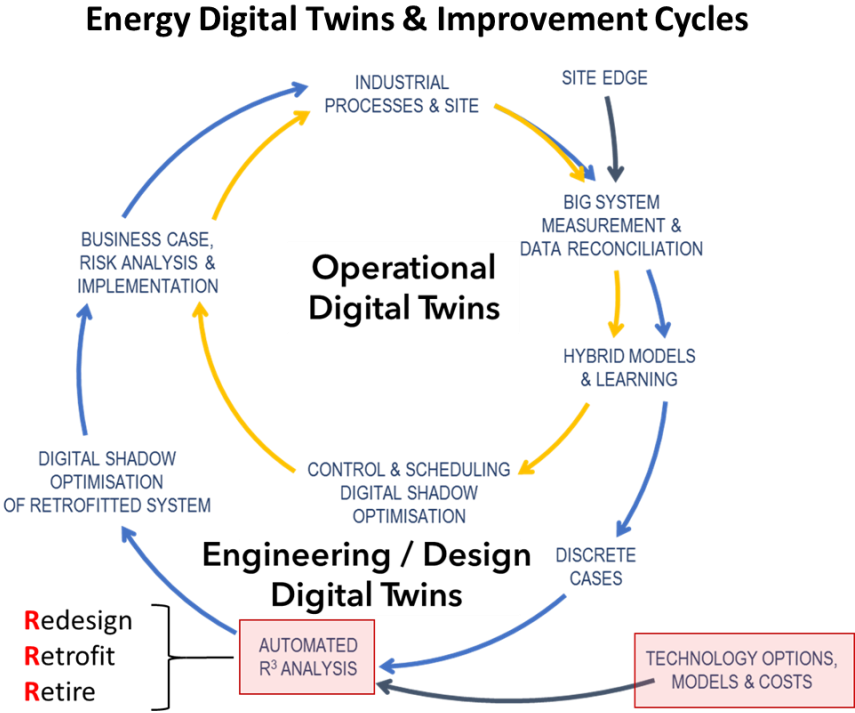 Energy Digital Twins & Improvement Cycles
INDUSTRIAL
PROCESSES & SITE
SITE EDGE
BIG SYSTEM
MEASUREMENT &
DATA RECONCILIATION
BUSINESS CASE,
RISK ANALYSIS &
IMPLEMENTATION
Operational
Digital Twins
HYBRID MODELS
& LEARNING
DIGITAL SHADOW
OPTIMISATION
OF RETROFITTED SYSTEM
CONTROL & SCHEDULING
DIGITAL SHADOW
OPTIMISATION
Engineering / Design
Digital Twins
DISCRETE
CASES
Redesign
Retrofit
Retire
AUTOMATED
R³ ANALYSIS
TECHNOLOGY OPTIONS,
MODELS & COSTS